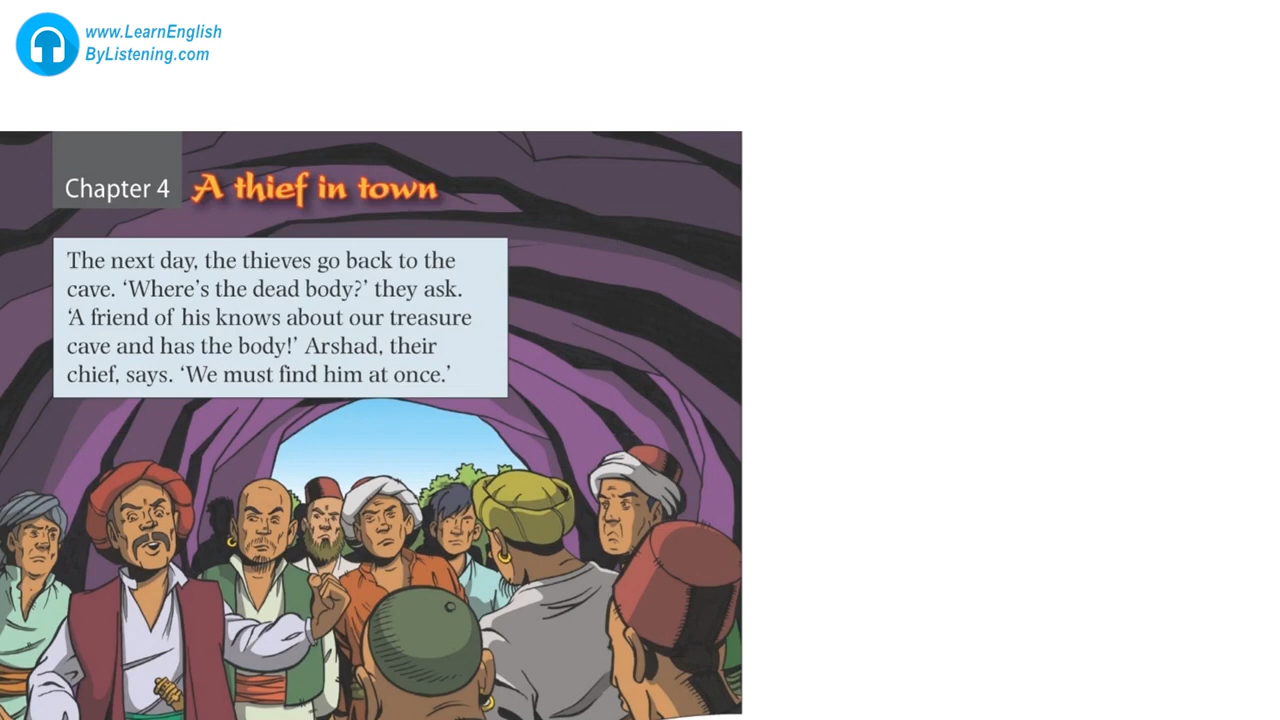 www.LearnEnglish
ByListening.com
Chapter 4 A thief in town
The next day, the thieves go back to the
cave. ‘Where’s the dead body?’ they ask.
‘A friend of his knows about our treasure
cave and has the body!’ Arshad, their
chief, says. ‘We must find him at once.’